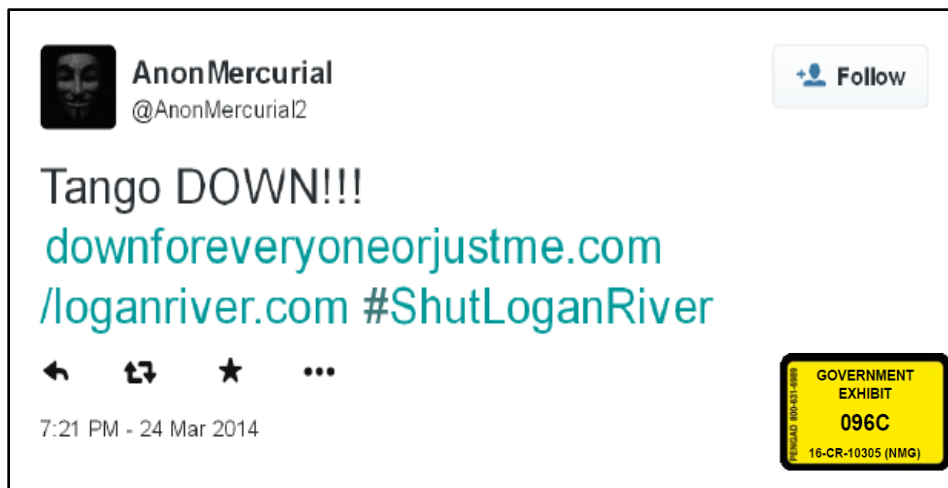 AnonMercurial
@AnonMercurial2
Follow
Tango DOWN!!!
downforeveryoneorjustme.com
/loganriver.com #ShutLoganRiver
7:21 PM - 24 Mar 2014
PENGAD 800-631-6989
GOVERNMENT
EXHIBIT
096C
16-CR-10305 (NMG)